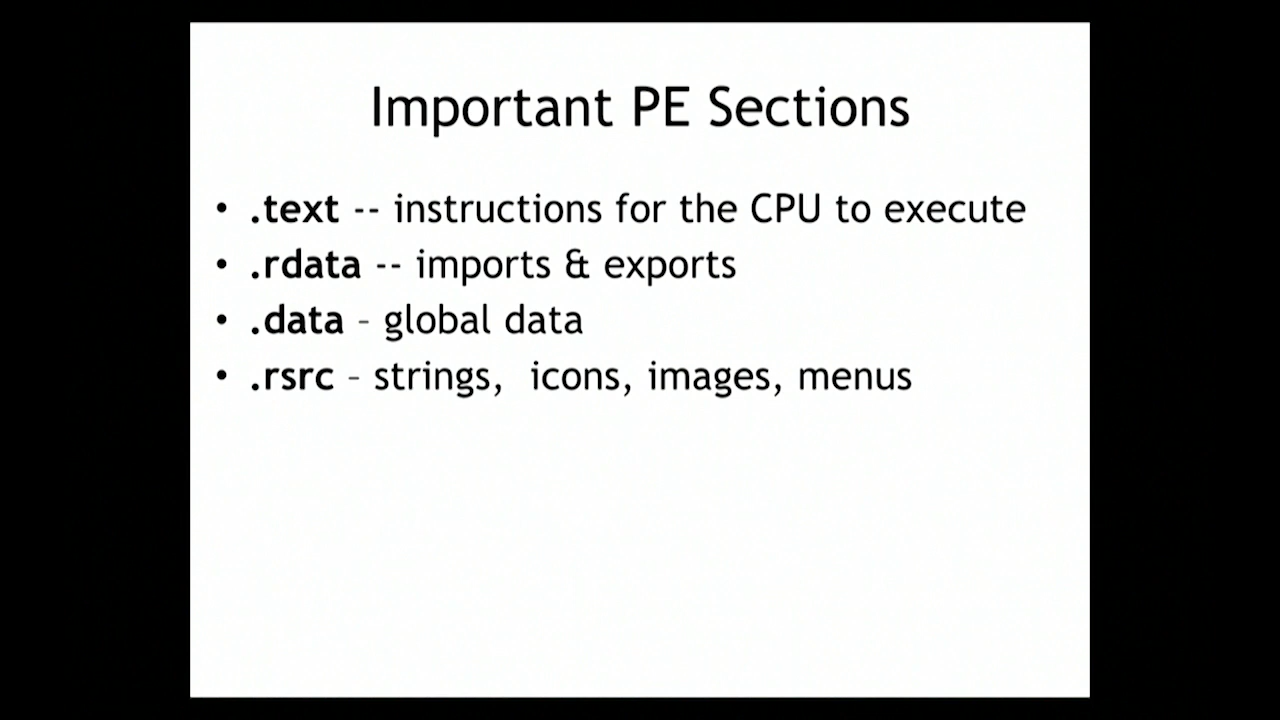 Important PE Sections
• .text -- instructions for the CPU to execute
• .rdata -- imports & exports
• .data – global data
• .rsrc – strings,  icons, images, menus